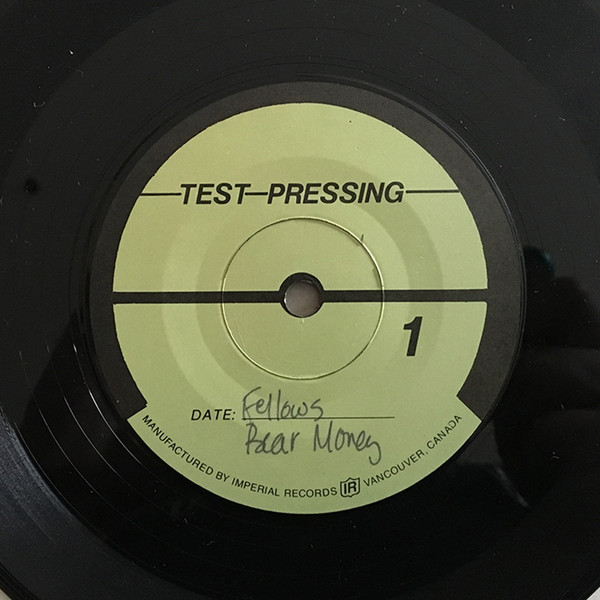 TEST PRESSING
1
DATE: Fellows
Bear Money
MANUFACTURED BY IMPERIAL RECORDS IR VANCOUVER, CANADA